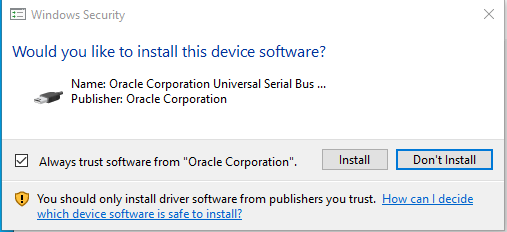 Windows Security
Would you like to install this device software?
Name: Oracle Corporation Universal Serial Bus ...
Publisher: Oracle Corporation
Always trust software from "Oracle Corporation".
Install
Don't Install
You should only install driver software from publishers you trust. How can I decide
which device software is safe to install?